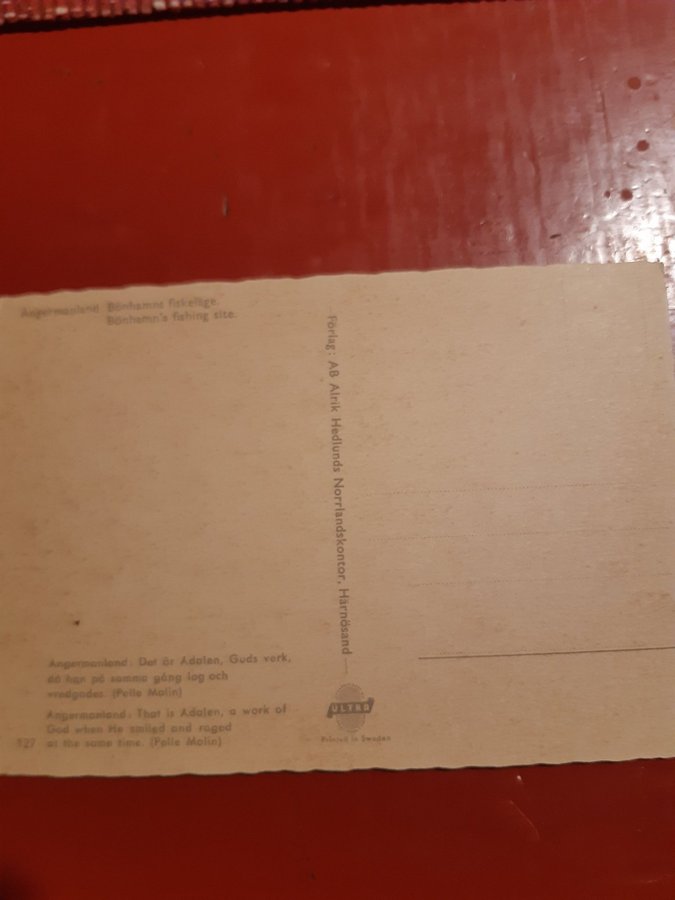 Ångermanland Bönhamns fiskeläge.
Bönhamn's fishing site.
Förlag: AB Alrik Hedlunds Norrlandskontor, Härnösand
Ångermanland: Det är Ådalen, Guds verk,
då han på samma gång log och
vredgades. (Pelle Molin)
Ångermanland: That is Ådalen, a work of
God when He smiled and raged
127 at the same time. (Pelle Molin)
ULTRA
Printed in Sweden